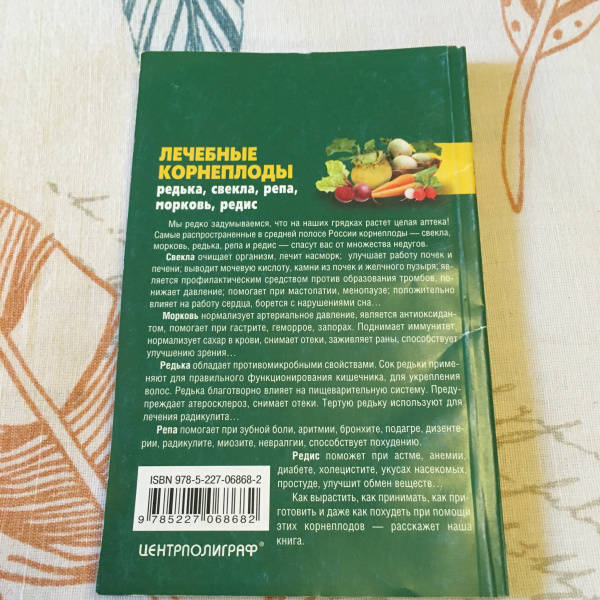 ЛЕЧЕБНЫЕ
КОРНЕПЛОДЫ
редька, свекла, репа,
морковь, редис
Мы редко задумываемся, что на наших грядках растет целая аптека!
Самые распространенные в средней полосе России корнеплоды — свекла,
морковь, редька, репа и редис — спасут вас от множества недугов.
Свекла очищает организм, лечит насморк; улучшает работу почек и
печени; выводит мочевую кислоту, камни из почек и желчного пузыря; яв-
ляется профилактическим средством против образования тромбов, по-
нижает давление; помогает при мастопатии, менопаузе; положительно
влияет на работу сердца, борется с нарушениями сна...
Морковь нормализует артериальное давление, является антиоксидан-
том, помогает при гастрите, геморрое, запорах. Поднимает иммунитет,
нормализует сахар в крови, снимает отеки, заживляет раны, способствует
улучшению зрения...
Редька обладает противомикробными свойствами. Сок редьки приме-
няют для правильного функционирования кишечника, для укрепления
волос. Редька благотворно влияет на пищеварительную систему. Преду-
преждает атеросклероз, снимает отеки. Тертую редьку используют для
лечения радикулита...
Репа помогает при зубной боли, аритмии, бронхите, подагре, дизенте-
рии, радикулите, миозите, невралгии, способствует похудению.
Редис поможет при астме, анемии,
диабете, холецистите, укусах насекомых,
простуде, улучшит обмен веществ...
Как вырастить, как принимать, как при-
готовить и даже как похудеть при помощи
этих корнеплодов — расскажет наша
книга.
ISBN 978-5-227-06868-2
9 785227 068682
ЦЕНТРПОЛИГРАФ®